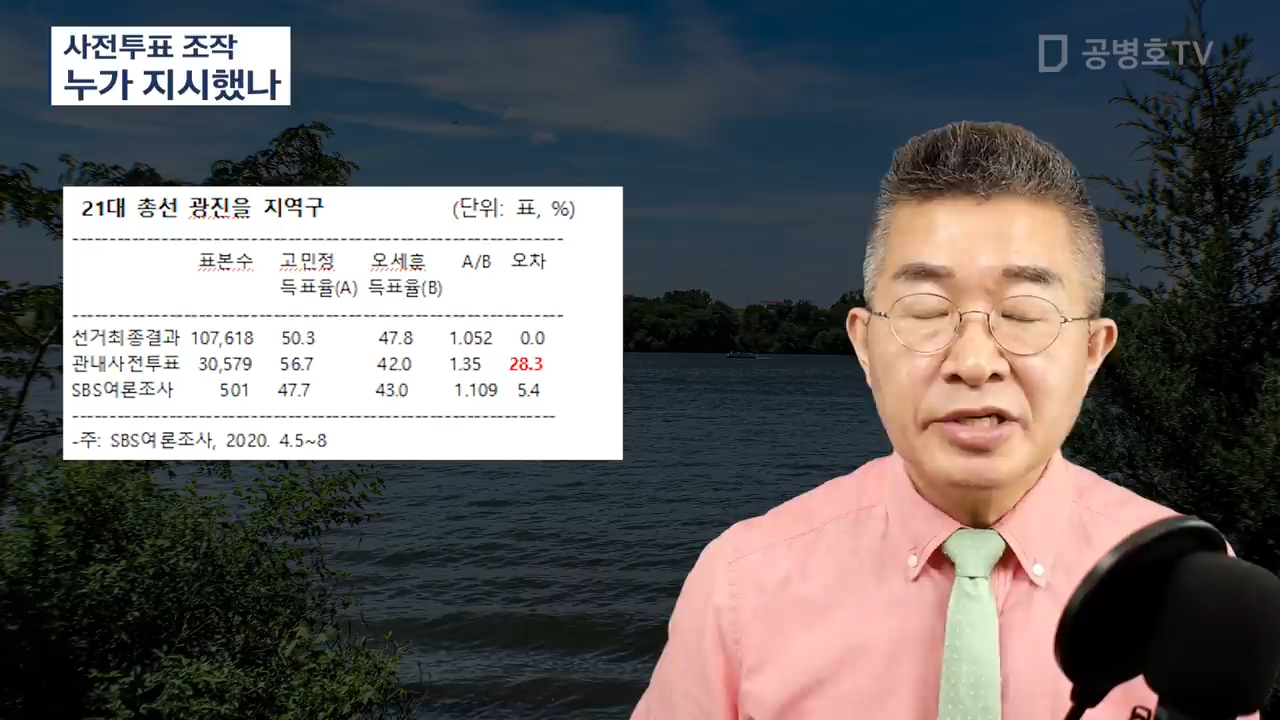 사전투표 조작
누가 지시했나
공병호TV
21대 총선 광진을 지역구 (단위: 표, %)
표본수 고민정 오세훈 A/B 오차
득표율(A) 득표율(B)
선거최종결과 107,618 50.3 47.8 1.052 0.0
관내사전투표 30,579 56.7 42.0 1.35 28.3
SBS여론조사 501 47.7 43.0 1.109 5.4
-주: SBS여론조사, 2020. 4.5~8